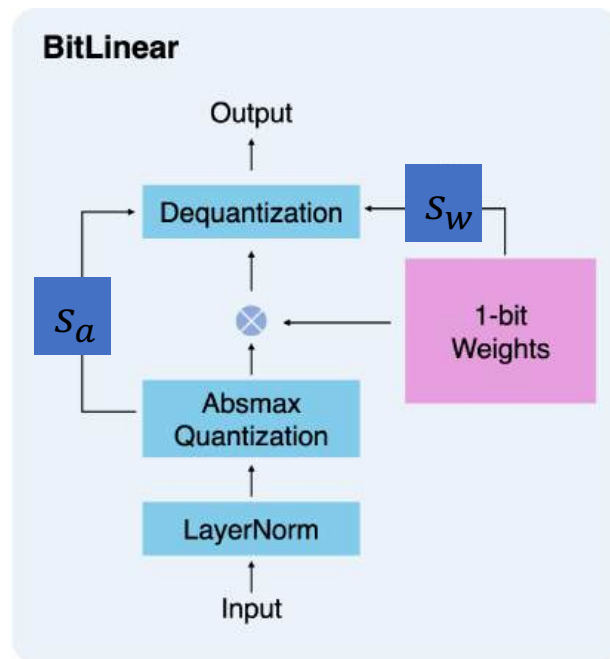 BitLinear
Output
Dequantization
S_w
S_a
1-bit
Weights
Absmax
Quantization
LayerNorm
Input